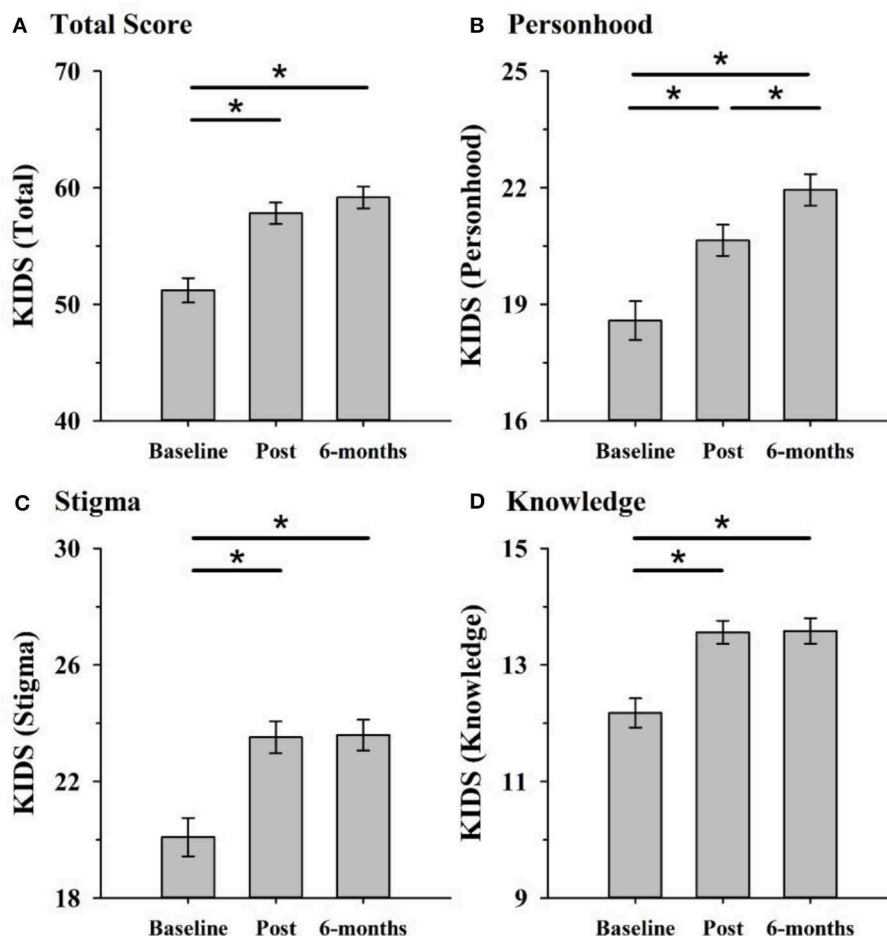 A Total Score
70
60
50
40
KIDS (Total)
*
*
Baseline Post 6-months
B Personhood
25
22
19
16
KIDS (Personhood)
*
* *
Baseline Post 6-months
C Stigma
30
26
22
18
KIDS (Stigma)
*
*
Baseline Post 6-months
D Knowledge
15
13
11
9
KIDS (Knowledge)
*
*
Baseline Post 6-months